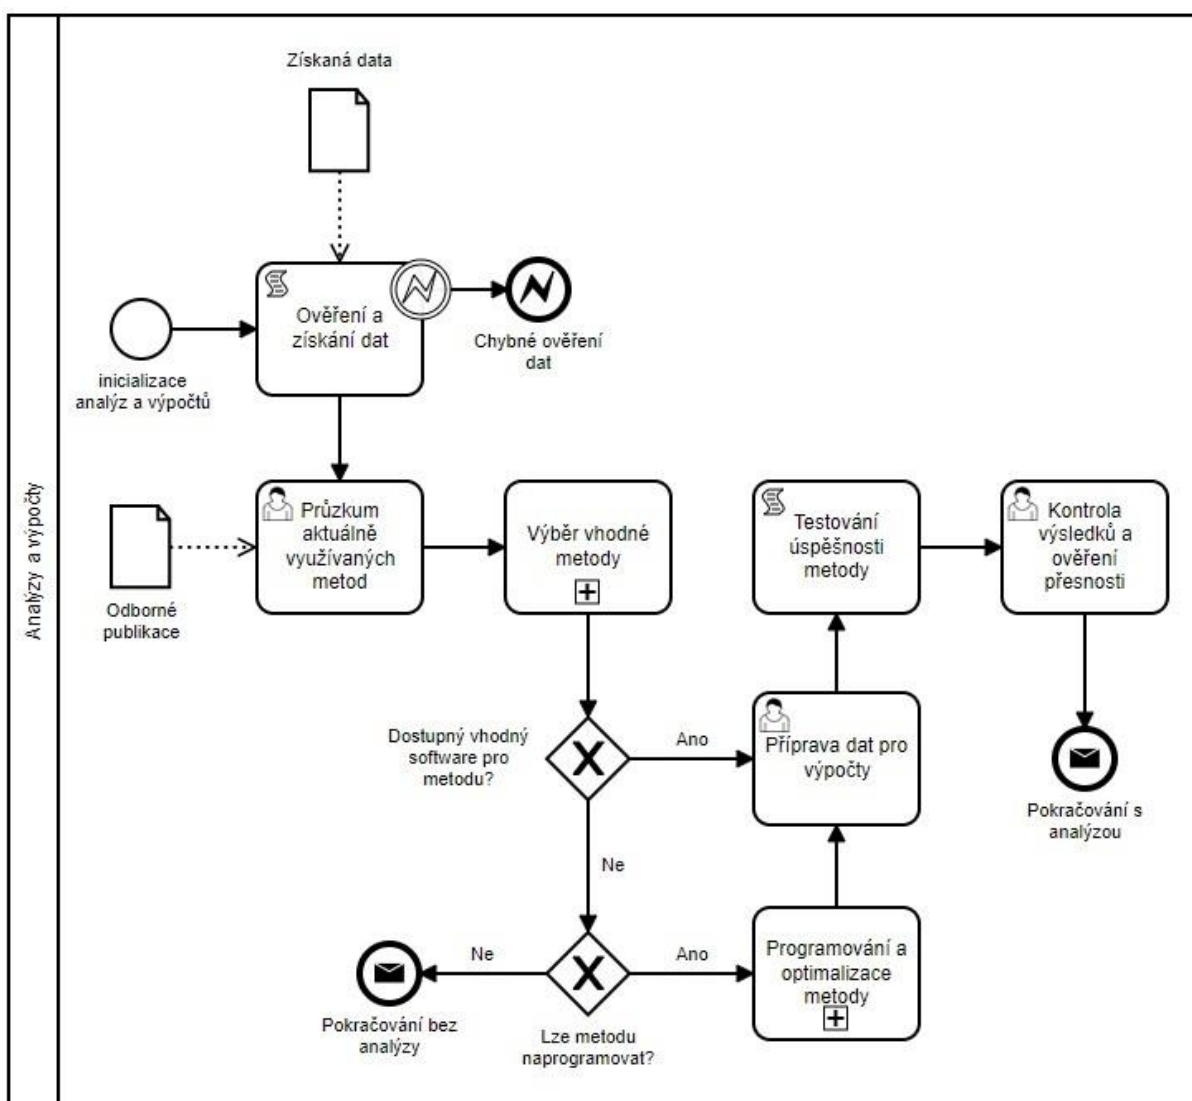 Získaná data
Ověření a
získání dat
Chybné ověření
dat
inicializace
analýz a výpočtů
Analýzy a výpočty
Průzkum
aktuálně
využívaných
metod
Výběr vhodné
metody
Testování
úspěšnosti
metody
Kontrola
výsledků a
ověření
přesnosti
Odborné
publikace
Dostupný vhodný
software pro
metodu?
Ano
Příprava dat pro
výpočty
Pokračování s
analýzou
Ne
Ne
Ano
Programování a
optimalizace
metody
Pokračování bez
analýzy
Lze metodu
naprogramovat?